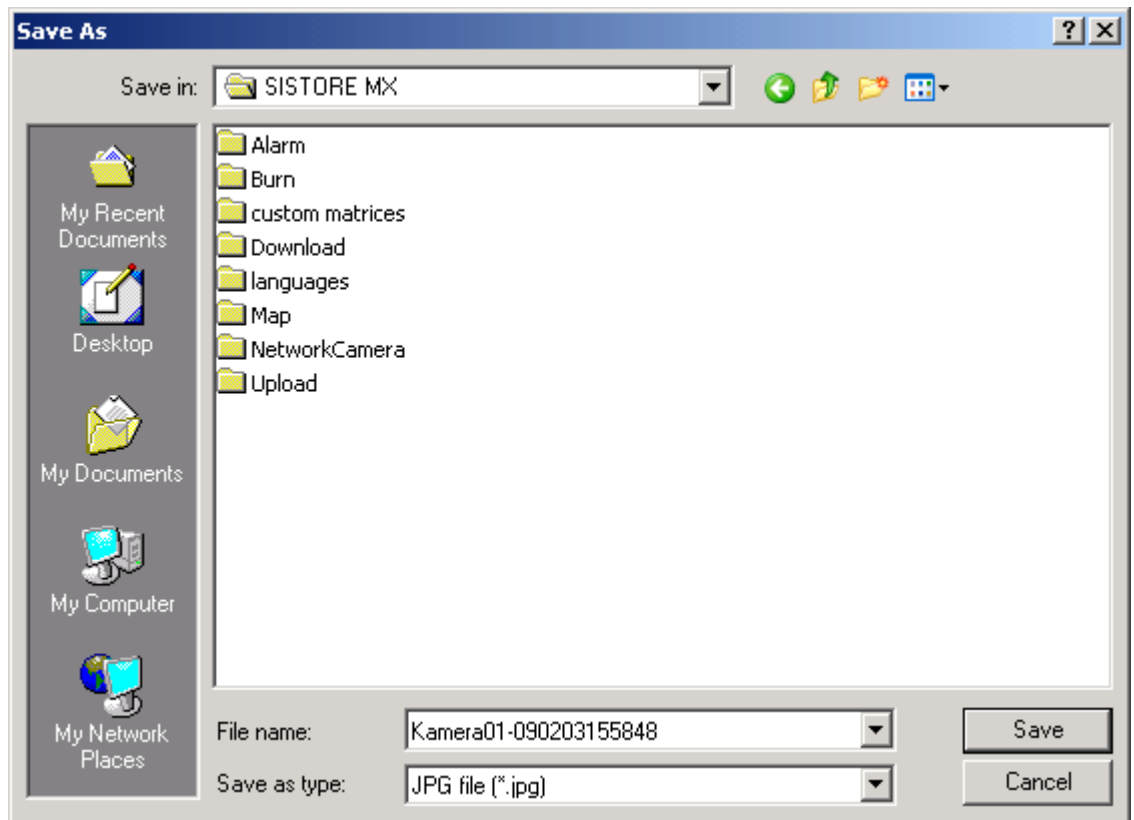 Save As
Save in:
SISTORE MX
My Recent
Documents
Desktop
My Documents
My Computer
My Network
Places
Alarm
Burn
custom matrices
Download
languages
Map
NetworkCamera
Upload
File name:
Kamera01-090203155848
Save
Save as type:
JPG file (*.jpg)
Cancel